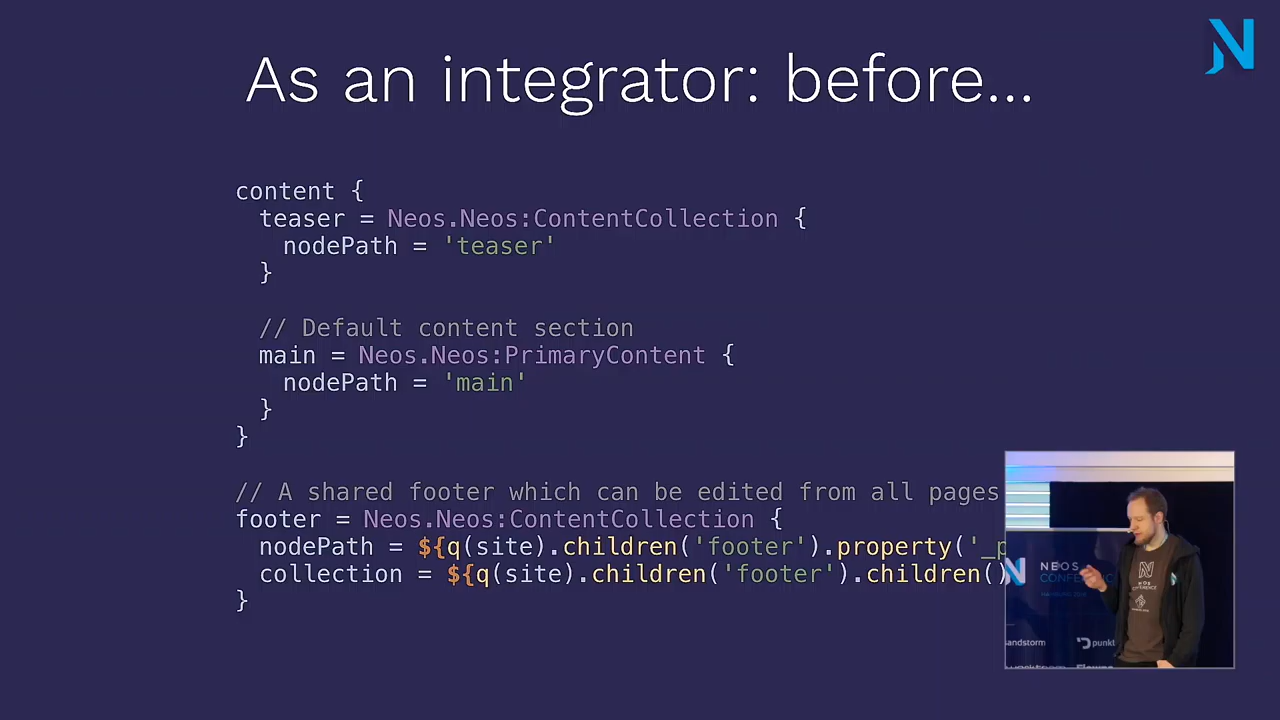 As an integrator: before...
content {
teaser = Neos.Neos:ContentCollection {
nodePath = 'teaser'
}
// Default content section
main = Neos.Neos:PrimaryContent {
nodePath = 'main'
}
}
// A shared footer which can be edited from all pages
footer = Neos.Neos:ContentCollection {
nodePath = ${q(site).children('footer').property('_p
collection = ${q(site).children('footer').children()
}
NEOS
punkt